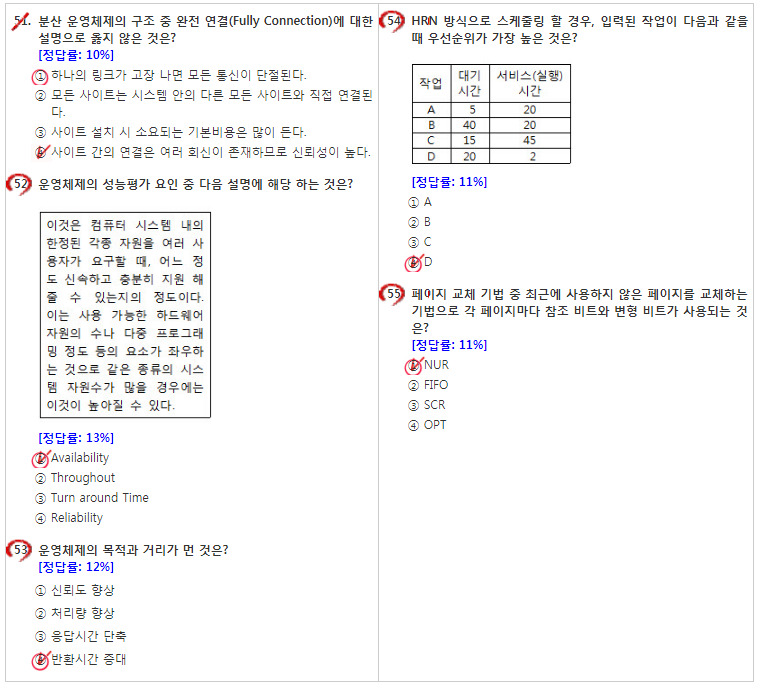 51. 분산 운영체제의 구조 중 완전 연결(Fully Connection)에 대한
설명으로 옳지 않은 것은?
[정답률: 10%]
① 하나의 링크가 고장 나면 모든 통신이 단절된다.
② 모든 사이트는 시스템 안의 다른 모든 사이트와 직접 연결된
다.
③ 사이트 설치 시 소요되는 기본비용은 많이 든다.
④ 사이트 간의 연결은 여러 회선이 존재하므로 신뢰성이 높다.
52. 운영체제의 성능평가 요인 중 다음 설명에 해당 하는 것은?
이것은 컴퓨터 시스템 내의
한정된 각종 자원을 여러 사
용자가 요구할 때, 어느 정
도 신속하고 충분히 지원 해
줄 수 있는지의 정도이다.
이는 사용 가능한 하드웨어
자원의 수나 다중 프로그래
밍 정도 등의 요소가 좌우하
는 것으로 같은 종류의 시스
템 자원수가 많을 경우에는
이것이 높아질 수 있다.
[정답률: 13%]
① Availability
② Throughout
③ Turn around Time
④ Reliability
53. 운영체제의 목적과 거리가 먼 것은?
[정답률: 12%]
① 신뢰도 향상
② 처리량 향상
③ 응답시간 단축
④ 반환시간 증대
54. HRN 방식으로 스케줄링 할 경우, 입력된 작업이 다음과 같을
때 우선순위가 가장 높은 것은?
작업 대기 시간 서비스(실행) 시간
A 5 20
B 40 20
C 15 45
D 20 2
[정답률: 11%]
① A
② B
③ C
④ D
55. 페이지 교체 기법 중 최근에 사용하지 않은 페이지를 교체하는
기법으로 각 페이지마다 참조 비트와 변형 비트가 사용되는 것
은?
[정답률: 11%]
① NUR
② FIFO
③ SCR
④ OPT